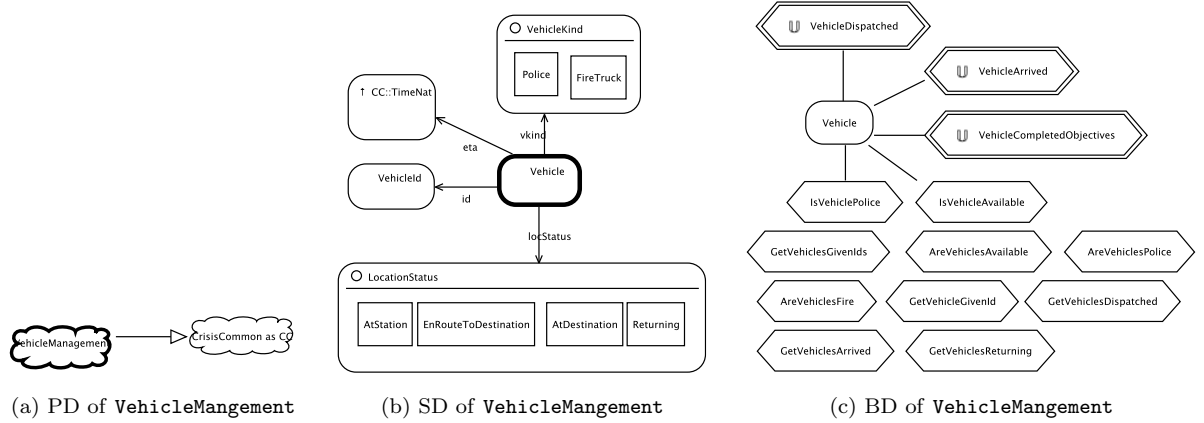 VehicleManagement
CrisisCommon as CC
(a) PD of VehicleMangement
VehicleKind
Police
FireTruck
↑ CC::TimeNat
vkind
eta
Vehicle
VehicleId
id
locStatus
LocationStatus
AtStation
EnRouteToDestination
AtDestination
Returning
(b) SD of VehicleMangement
U VehicleDispatched
U VehicleArrived
Vehicle
U VehicleCompletedObjectives
IsVehiclePolice
IsVehicleAvailable
GetVehiclesGivenIds
AreVehiclesAvailable
AreVehiclesPolice
AreVehiclesFire
GetVehicleGivenId
GetVehiclesDispatched
GetVehiclesArrived
GetVehiclesReturning
(c) BD of VehicleMangement